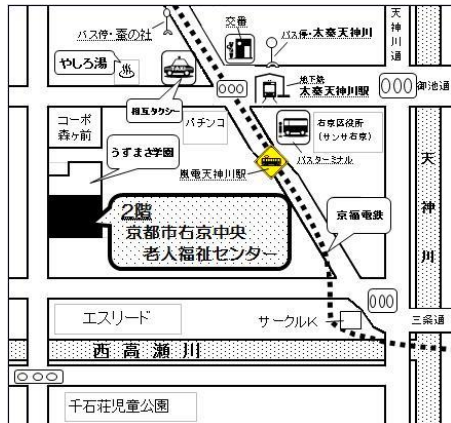 バス停・蚕の社
交番
バス停・太秦天神川
天神川通
やしろ湯
地下鉄
太秦天神川駅
御池通
相互タクシー
コーポ
森ヶ前
パチンコ
右京区役所
(サンサ右京)
バスターミナル
うずまさ学園
嵐電天神川駅
天神川
2階
京都市右京中央
老人福祉センター
京福電鉄
エスリード
サークルK
三条通
西高瀬川
千石荘児童公園